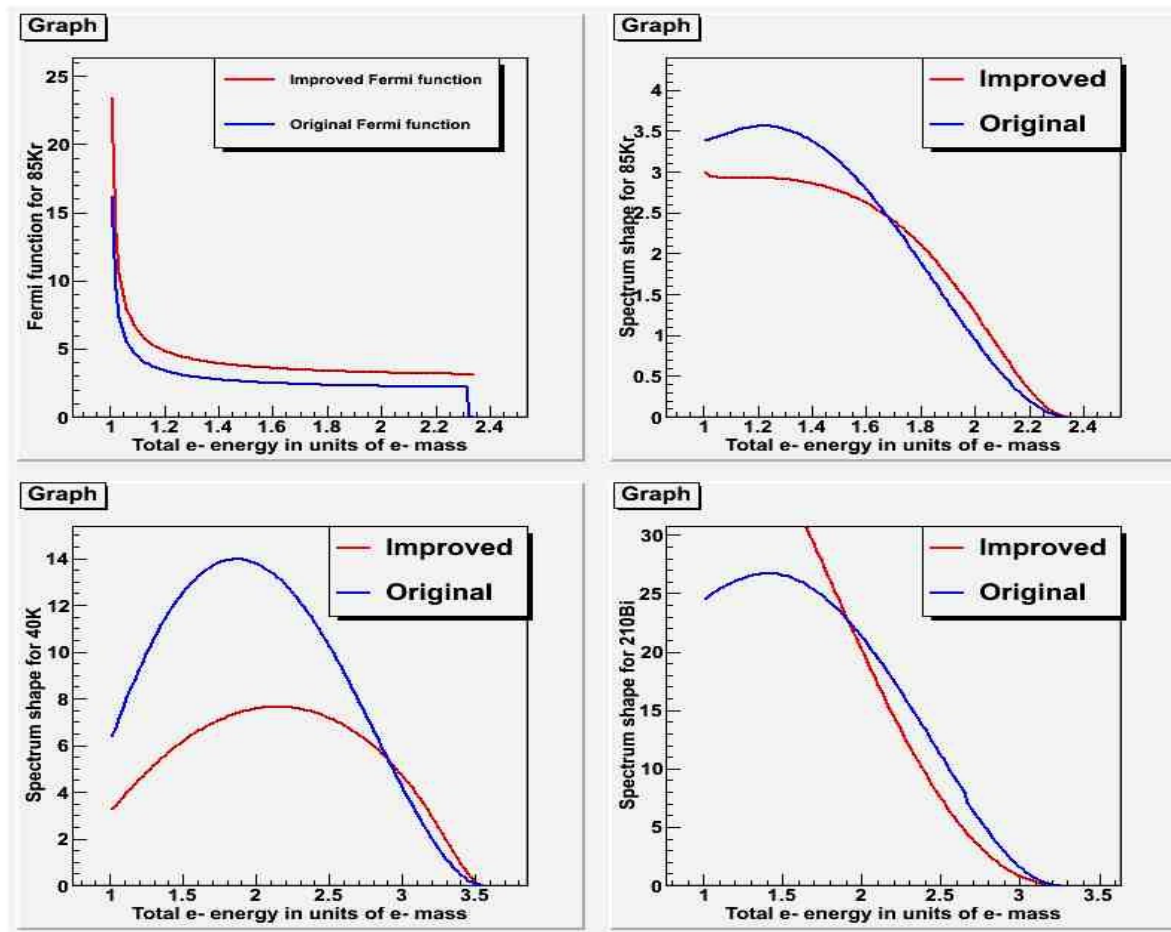 Graph
Improved Fermi function
Original Fermi function
Fermi function for 85Kr
25
20
15
10
5
0
1 1.2 1.4 1.6 1.8 2 2.2 2.4
Total e- energy in units of e- mass
Graph
Improved
Original
Spectrum shape for 85Kr
4
3.5
3
2.5
2
1.5
1
0.5
0
1 1.2 1.4 1.6 1.8 2 2.2 2.4
Total e- energy in units of e- mass
Graph
Improved
Original
Spectrum shape for 40K
14
12
10
8
6
4
2
0
1 1.5 2 2.5 3 3.5
Total e- energy in units of e- mass
Graph
Improved
Original
Spectrum shape for 210Bi
30
25
20
15
10
5
0
1 1.5 2 2.5 3 3.5
Total e- energy in units of e- mass